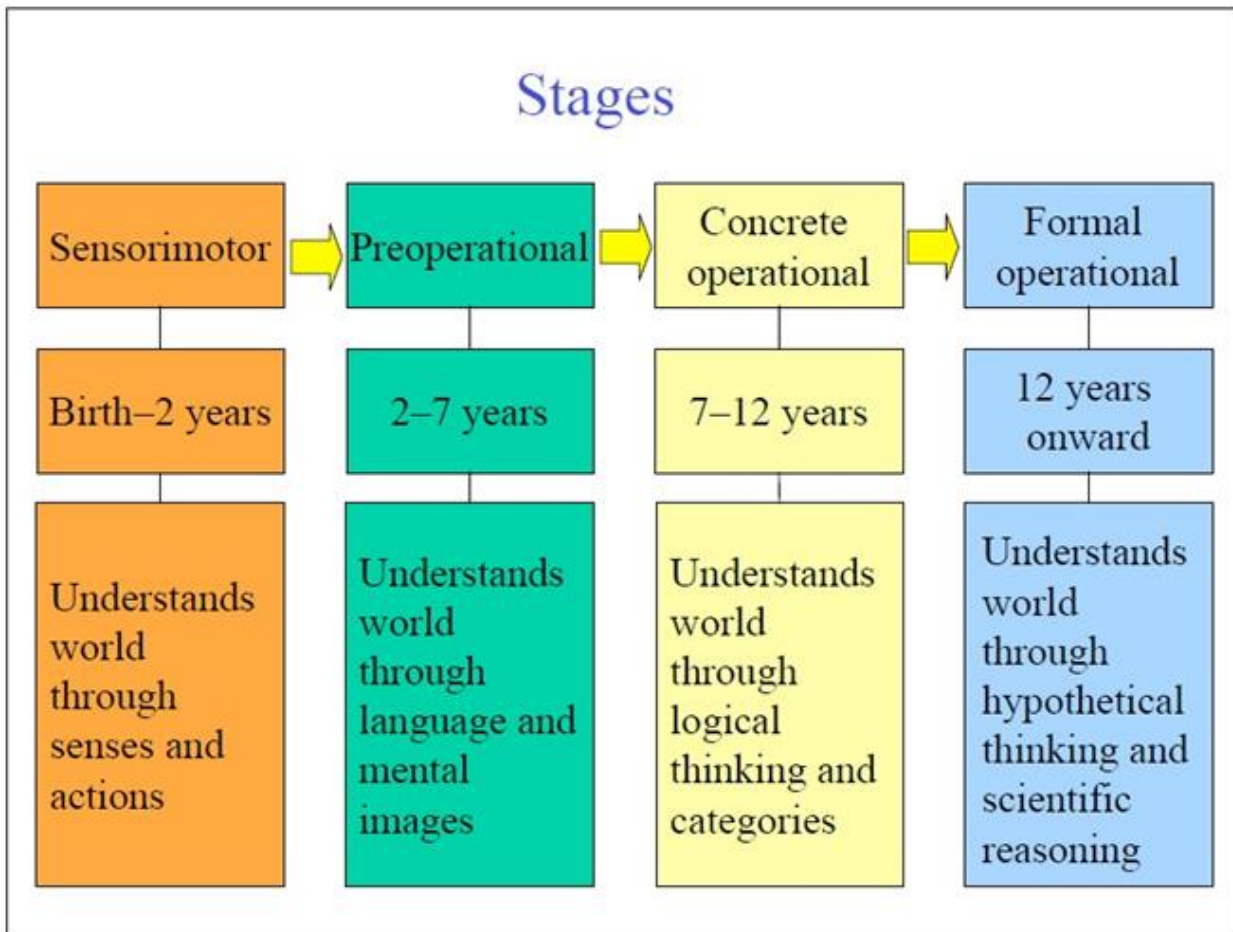 Stages
Sensorimotor
Preoperational
Concrete
operational
Formal
operational
Birth–2 years
2–7 years
7–12 years
12 years
onward
Understands
world
through
senses and
actions
Understands
world
through
language and
mental
images
Understands
world
through
logical
thinking and
categories
Understands
world
through
hypothetical
thinking and
scientific
reasoning